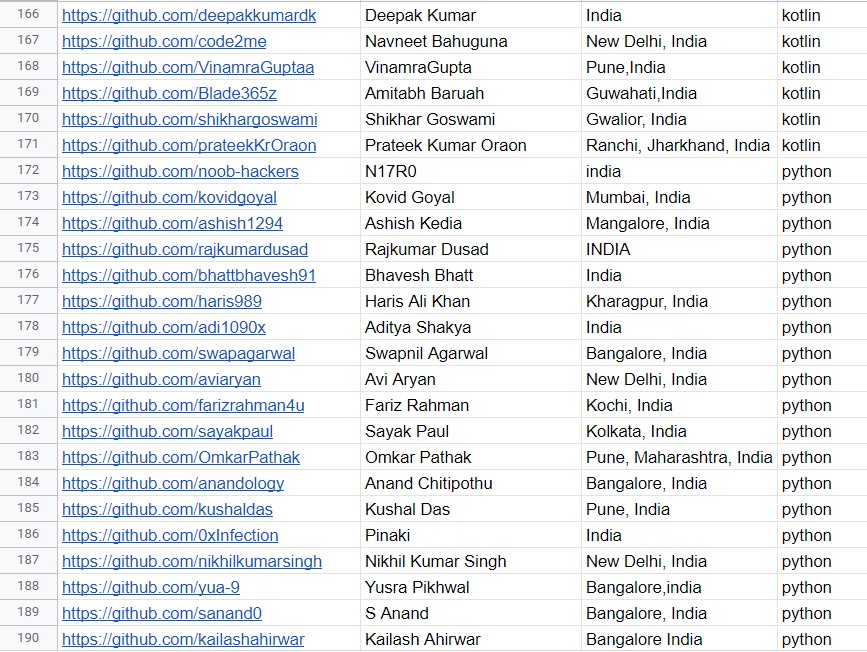 166 https://github.com/deepakkumardk Deepak Kumar India kotlin
167 https://github.com/code2me Navneet Bahuguna New Delhi, India kotlin
168 https://github.com/VinamraGuptaa VinamraGupta Pune,India kotlin
169 https://github.com/Blade365z Amitabh Baruah Guwahati,India kotlin
170 https://github.com/shikhargoswami Shikhar Goswami Gwalior, India kotlin
171 https://github.com/prateekKrOraon Prateek Kumar Oraon Ranchi, Jharkhand, India kotlin
172 https://github.com/noob-hackers N17R0 india python
173 https://github.com/kovidgoyal Kovid Goyal Mumbai, India python
174 https://github.com/ashish1294 Ashish Kedia Mangalore, India python
175 https://github.com/rajkumardusad Rajkumar Dusad INDIA python
176 https://github.com/bhattbhavesh91 Bhavesh Bhatt India python
177 https://github.com/haris989 Haris Ali Khan Kharagpur, India python
178 https://github.com/adi1090x Aditya Shakya India python
179 https://github.com/swapagarwal Swapnil Agarwal Bangalore, India python
180 https://github.com/aviaryan Avi Aryan New Delhi, India python
181 https://github.com/farizrahman4u Fariz Rahman Kochi, India python
182 https://github.com/sayakpaul Sayak Paul Kolkata, India python
183 https://github.com/OmkarPathak Omkar Pathak Pune, Maharashtra, India python
184 https://github.com/anandology Anand Chitipothu Bangalore, India python
185 https://github.com/kushaldas Kushal Das Pune, India python
186 https://github.com/0xInfection Pinaki India python
187 https://github.com/nikhilkumarsingh Nikhil Kumar Singh New Delhi, India python
188 https://github.com/yua-9 Yusra Pikhwal Bangalore,india python
189 https://github.com/sanand0 S Anand Bangalore, India python
190 https://github.com/kailashahirwar Kailash Ahirwar Bangalore India python